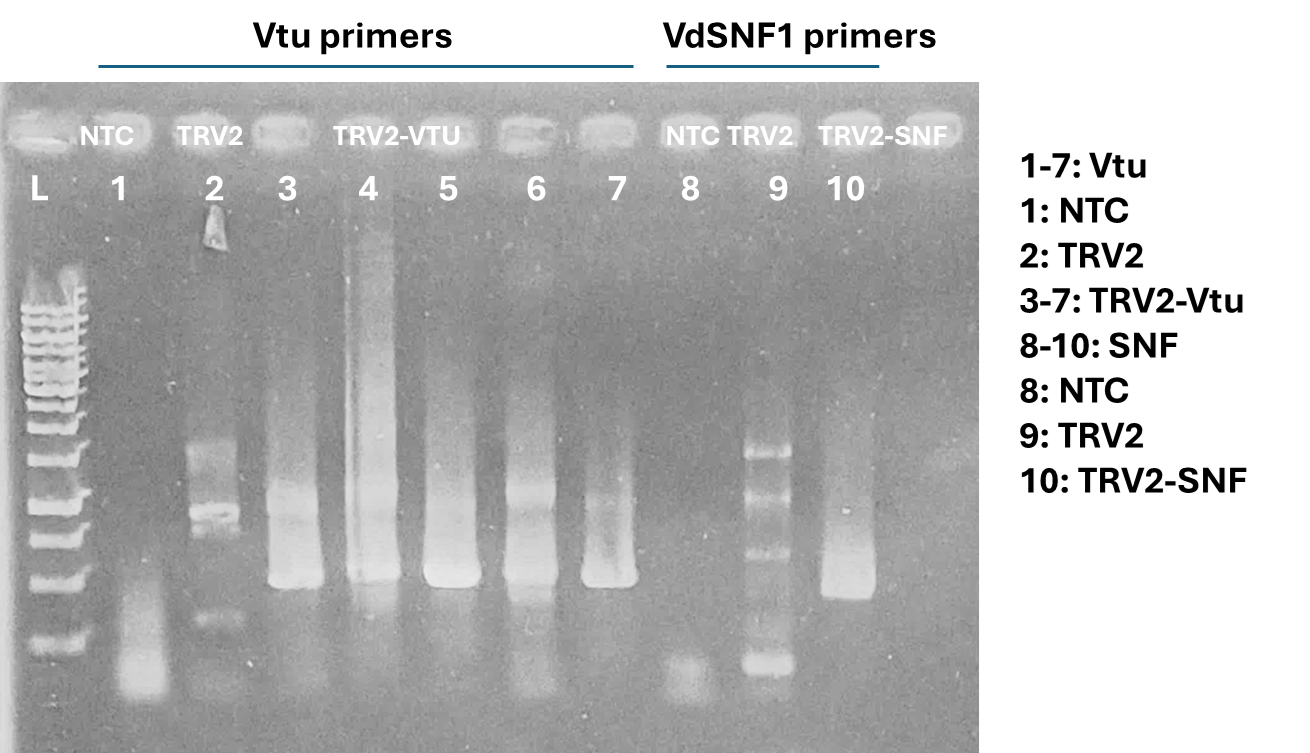 Vtu primers VdSNF1 primers
NTC TRV2 TRV2-VTU NTC TRV2 TRV2-SNF
L 1 2 3 4 5 6 7 8 9 10
1-7: Vtu
1: NTC
2: TRV2
3-7: TRV2-Vtu
8-10: SNF
8: NTC
9: TRV2
10: TRV2-SNF